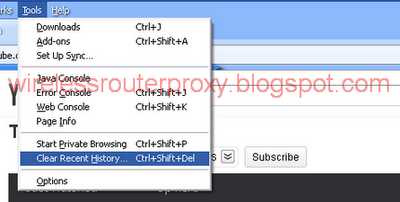 rks Tools Help
Downloads Ctrl+J
Add-ons Ctrl+Shift+A
Set Up Sync...
ube.c
Java Console
Error Console Ctrl+Shift+J
wirelessrouterproxy.blogspot.com
Web Console Ctrl+Shift+K
Page Info
Y
T
Start Private Browsing Ctrl+Shift+P
Clear Recent History... Ctrl+Shift+Del
s Subscribe
Options